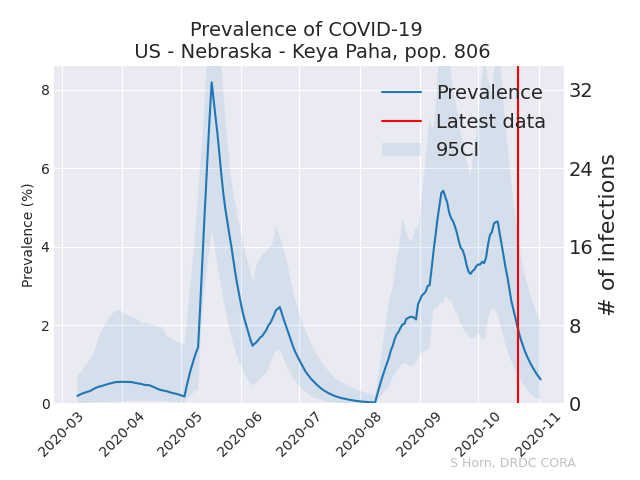 Prevalence of COVID-19
US - Nebraska - Keya Paha, pop. 806
Prevalence
Latest data
95CI
8
6
4
2
0
Prevalence (%)
32
24
16
8
0
# of infections
2020-03
2020-04
2020-05
2020-06
2020-07
2020-08
2020-09
2020-10
2020-11
S Horn, DRDC CORA